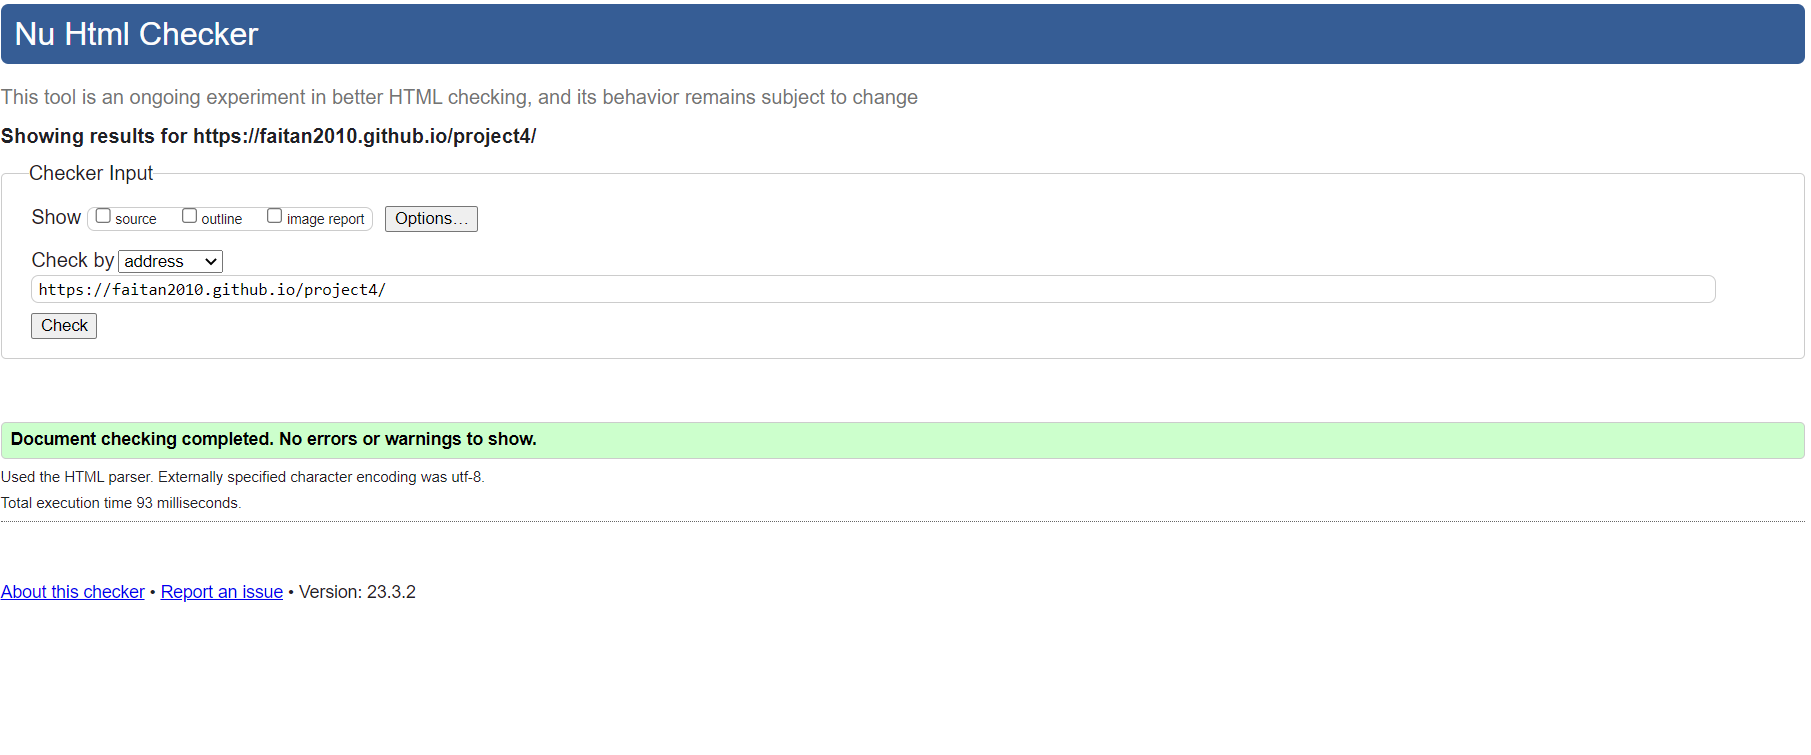 Nu Html Checker
This tool is an ongoing experiment in better HTML checking, and its behavior remains subject to change
Showing results for https://faitan2010.github.io/project4/
Checker Input
Show source outline image report Options…
Check by address
https://faitan2010.github.io/project4/
Check
Document checking completed. No errors or warnings to show.
Used the HTML parser. Externally specified character encoding was utf-8.
Total execution time 93 milliseconds.
About this checker • Report an issue • Version: 23.3.2